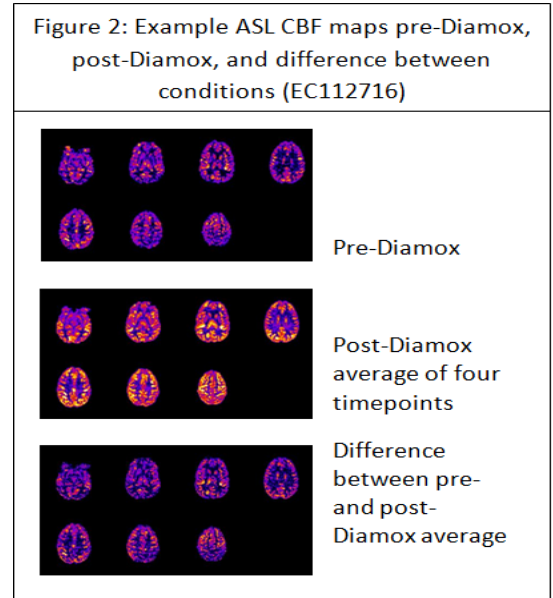 Figure 2: Example ASL CBF maps pre-Diamox,
post-Diamox, and difference between
conditions (EC112716)
Pre-Diamox
Post-Diamox
average of four
timepoints
Difference
between pre-
and post-
Diamox average